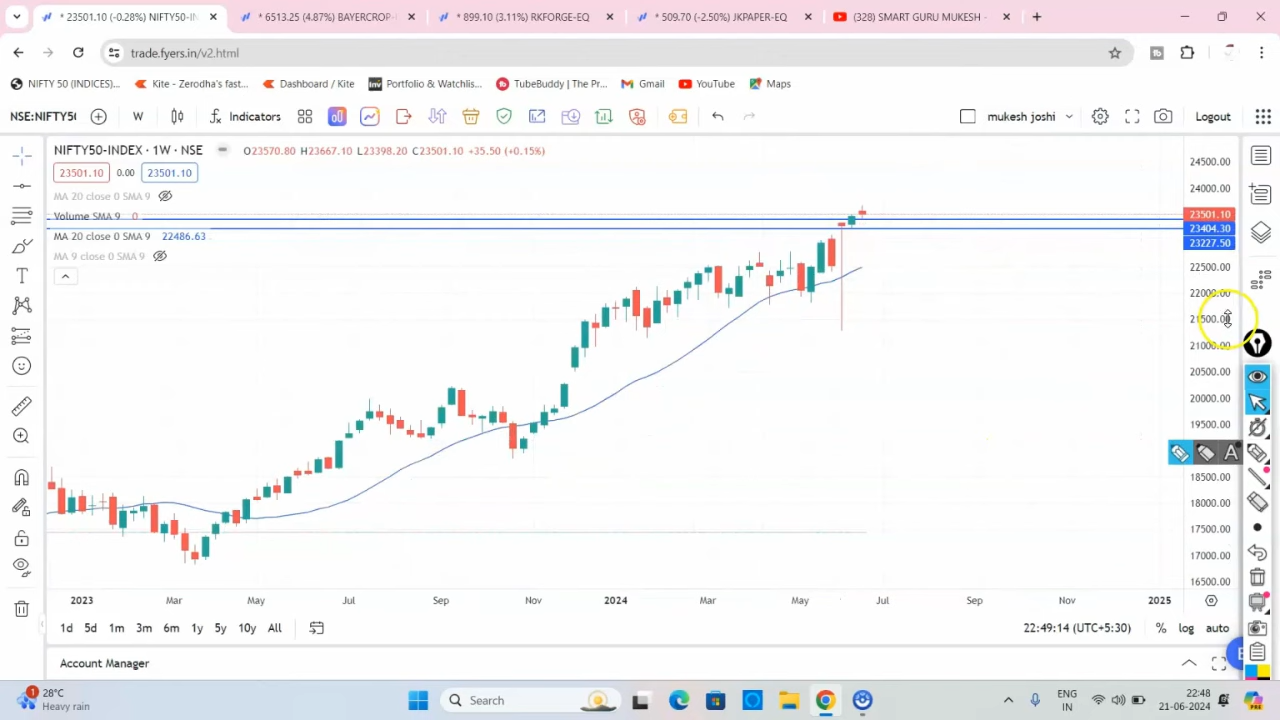 * 23501.10 (-0.28%) NIFTY50-IN
* 6513.25 (4.87%) BAYERCROP-
* 899.10 (3.11%) RKFORGE-EQ
* 509.70 (-2.50%) JKPAPER-EQ
(328) SMART GURU MUKESH -
trade.fyers.in/v2.html
NIFTY 50 (INDICES)...
Kite - Zerodha's fast...
Dashboard / Kite
Inv Portfolio & Watchlis...
TubeBuddy | The Pr...
Gmail
YouTube
Maps
NSE:NIFTY50
W
Indicators
mukesh joshi
Logout
NIFTY50-INDEX · 1W · NSE
O23570.80 H23667.10 L23398.20 C23501.10 +35.50 (+0.15%)
23501.10 0.00 23501.10
MA 20 close 0 SMA 9
Volume SMA 9 0
MA 20 close 0 SMA 9 22486.63
MA 9 close 0 SMA 9
24500.00
24000.00
23501.10
23404.30
23227.50
22500.00
22000.00
21500.00
21000.00
20500.00
20000.00
19500.00
18500.00
18000.00
17500.00
17000.00
16500.00
2023 Mar May Jul Sep Nov 2024 Mar May Jul Sep Nov 2025
1d 5d 1m 3m 6m 1y 5y 10y All
22:49:14 (UTC+5:30) % log auto
Account Manager
1
28°C
Heavy rain
Search
ENG
IN
22:48
21-06-2024